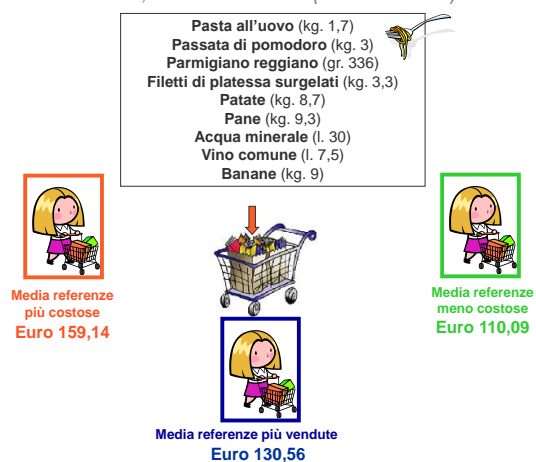 Pasta all'uovo (kg. 1,7)
Passata di pomodoro (kg. 3)
Parmigiano reggiano (gr. 336)
Filetti di platessa surgelati (kg. 3,3)
Patate (kg. 8,7)
Pane (kg. 9,3)
Acqua minerale (l. 30)
Vino comune (l. 7,5)
Banane (kg. 9)
Media referenze
più costose
Euro 159,14
Media referenze
meno costose
Euro 110,09
Media referenze più vendute
Euro 130,56